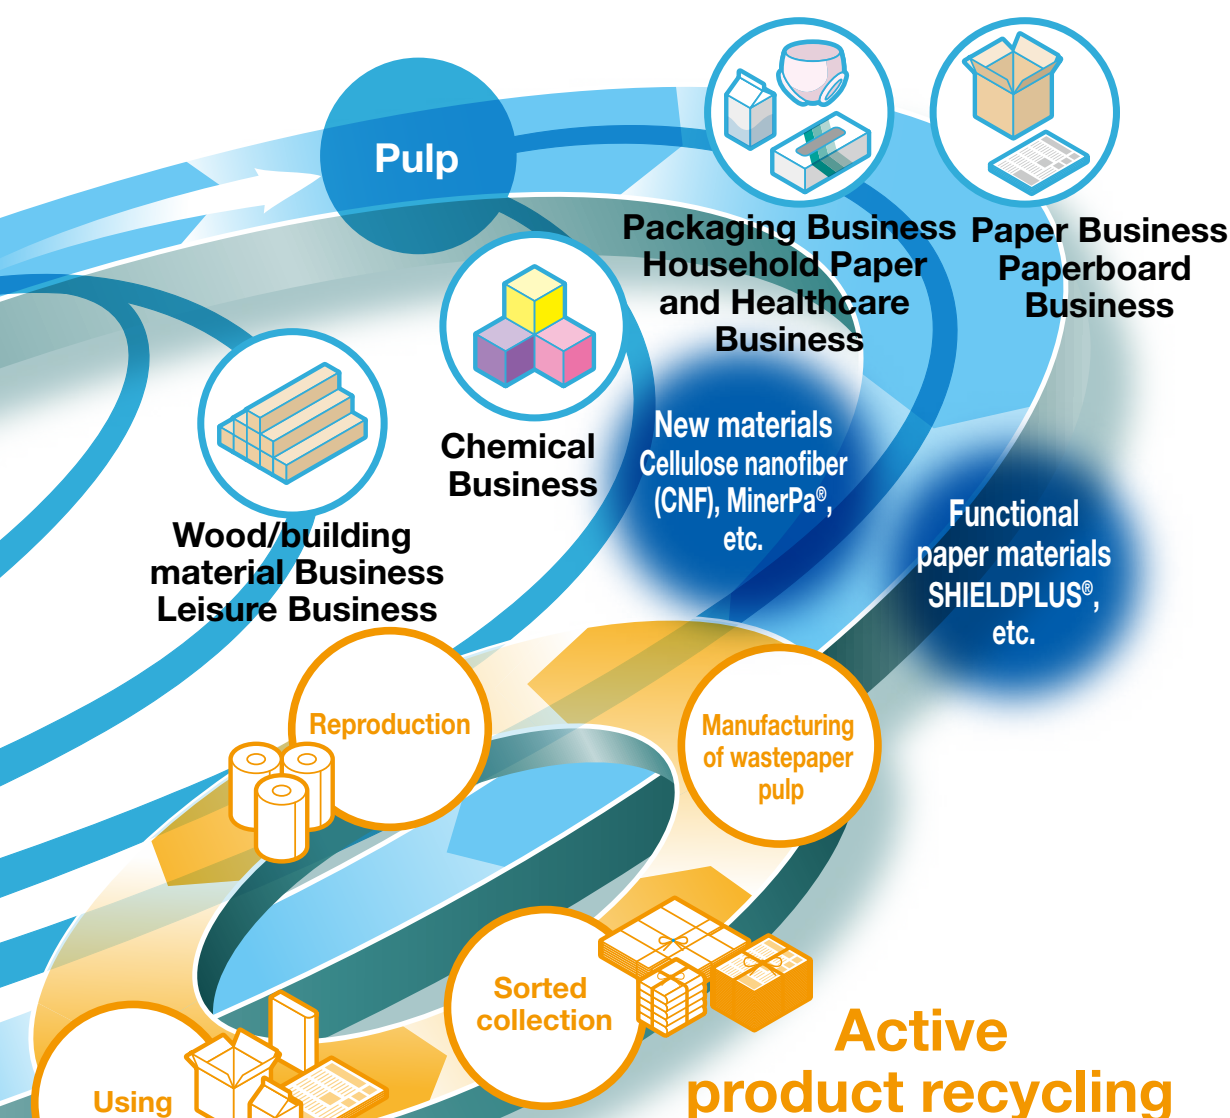 Pulp
Packaging Business
Household Paper
and Healthcare
Business
Paper Business
Paperboard
Business
Chemical
Business
New materials
Cellulose nanofiber
(CNF), MinerPa®,
etc.
Functional
paper materials
SHIELDPLUS®,
etc.
Wood/building
material Business
Leisure Business
Reproduction
Manufacturing
of wastepaper
pulp
Sorted
collection
Using
Active
product recycling